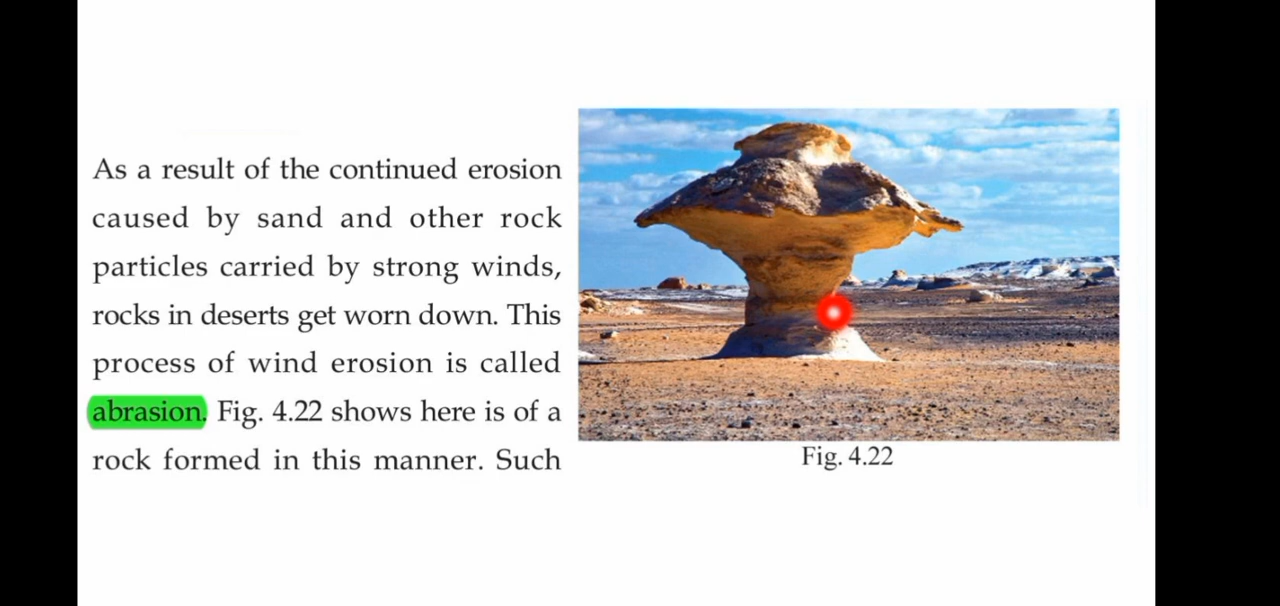 As a result of the continued erosion
caused by sand and other rock
particles carried by strong winds,
rocks in deserts get worn down. This
process of wind erosion is called
abrasion. Fig. 4.22 shows here is of a
rock formed in this manner. Such
Fig. 4.22